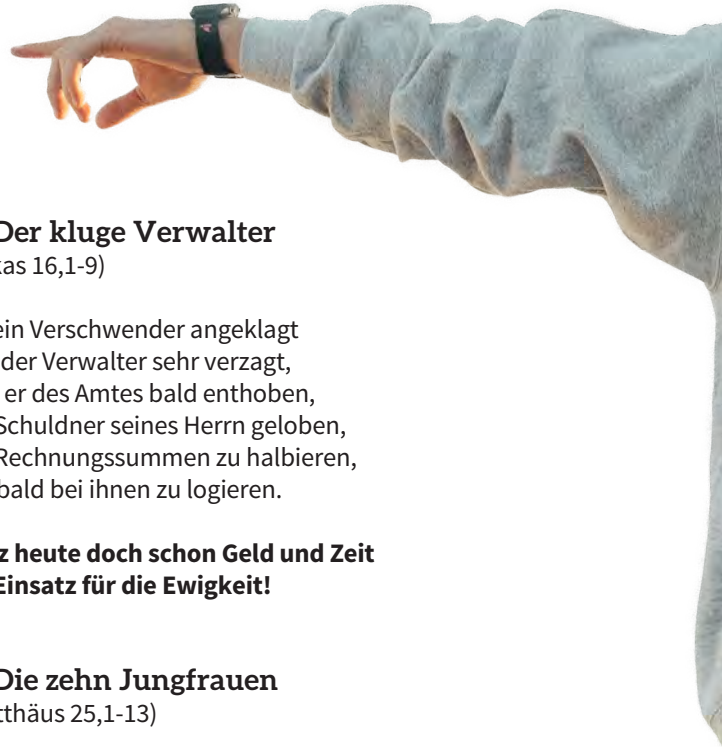 Der kluge Verwalter
kas 16,1-9)
ein Verschwender angeklagt
der Verwalter sehr verzagt,
er des Amtes bald enthoben,
Schuldner seines Herrn geloben,
Rechnungssummen zu halbieren,
bald bei ihnen zu logieren.
z heute doch schon Geld und Zeit
Einsatz für die Ewigkeit!
Die zehn Jungfrauen
tthäus 25,1-13)